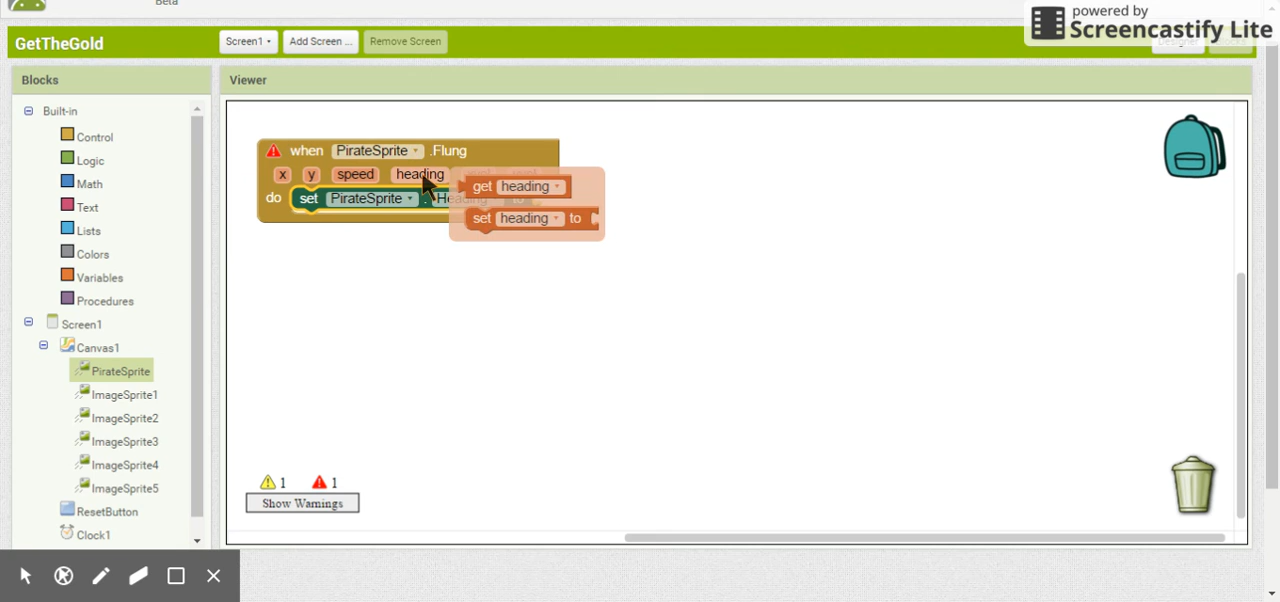 Beta
powered by
Screencastify Lite
GetTheGold
Screen1
Add Screen ...
Remove Screen
Blocks
Viewer
Built-in
Control
Logic
Math
Text
Lists
Colors
Variables
Procedures
Screen1
Canvas1
PirateSprite
ImageSprite1
ImageSprite2
ImageSprite3
ImageSprite4
ImageSprite5
ResetButton
Clock1
when PirateSprite .Flung
x y speed heading
do set PirateSprite . Heading to
get heading
set heading to
1 1
Show Warnings